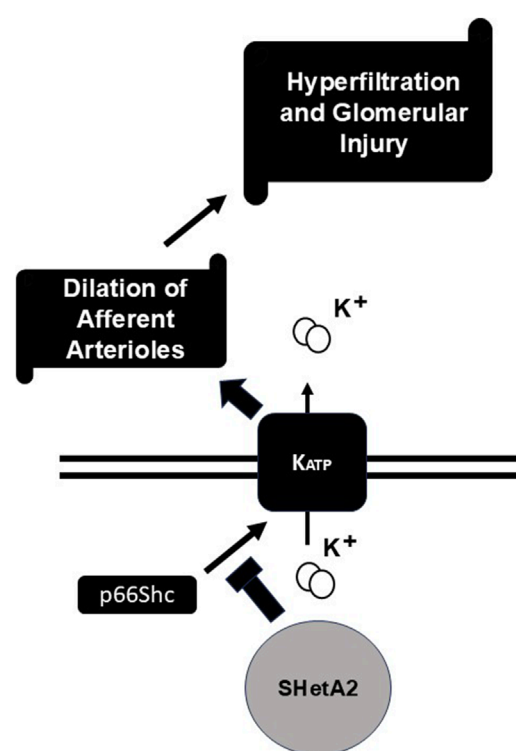 Hyperfiltration
and Glomerular
Injury
Dilation of
Afferent
Arterioles
K+
KATP
K+
p66Shc
SHetA2